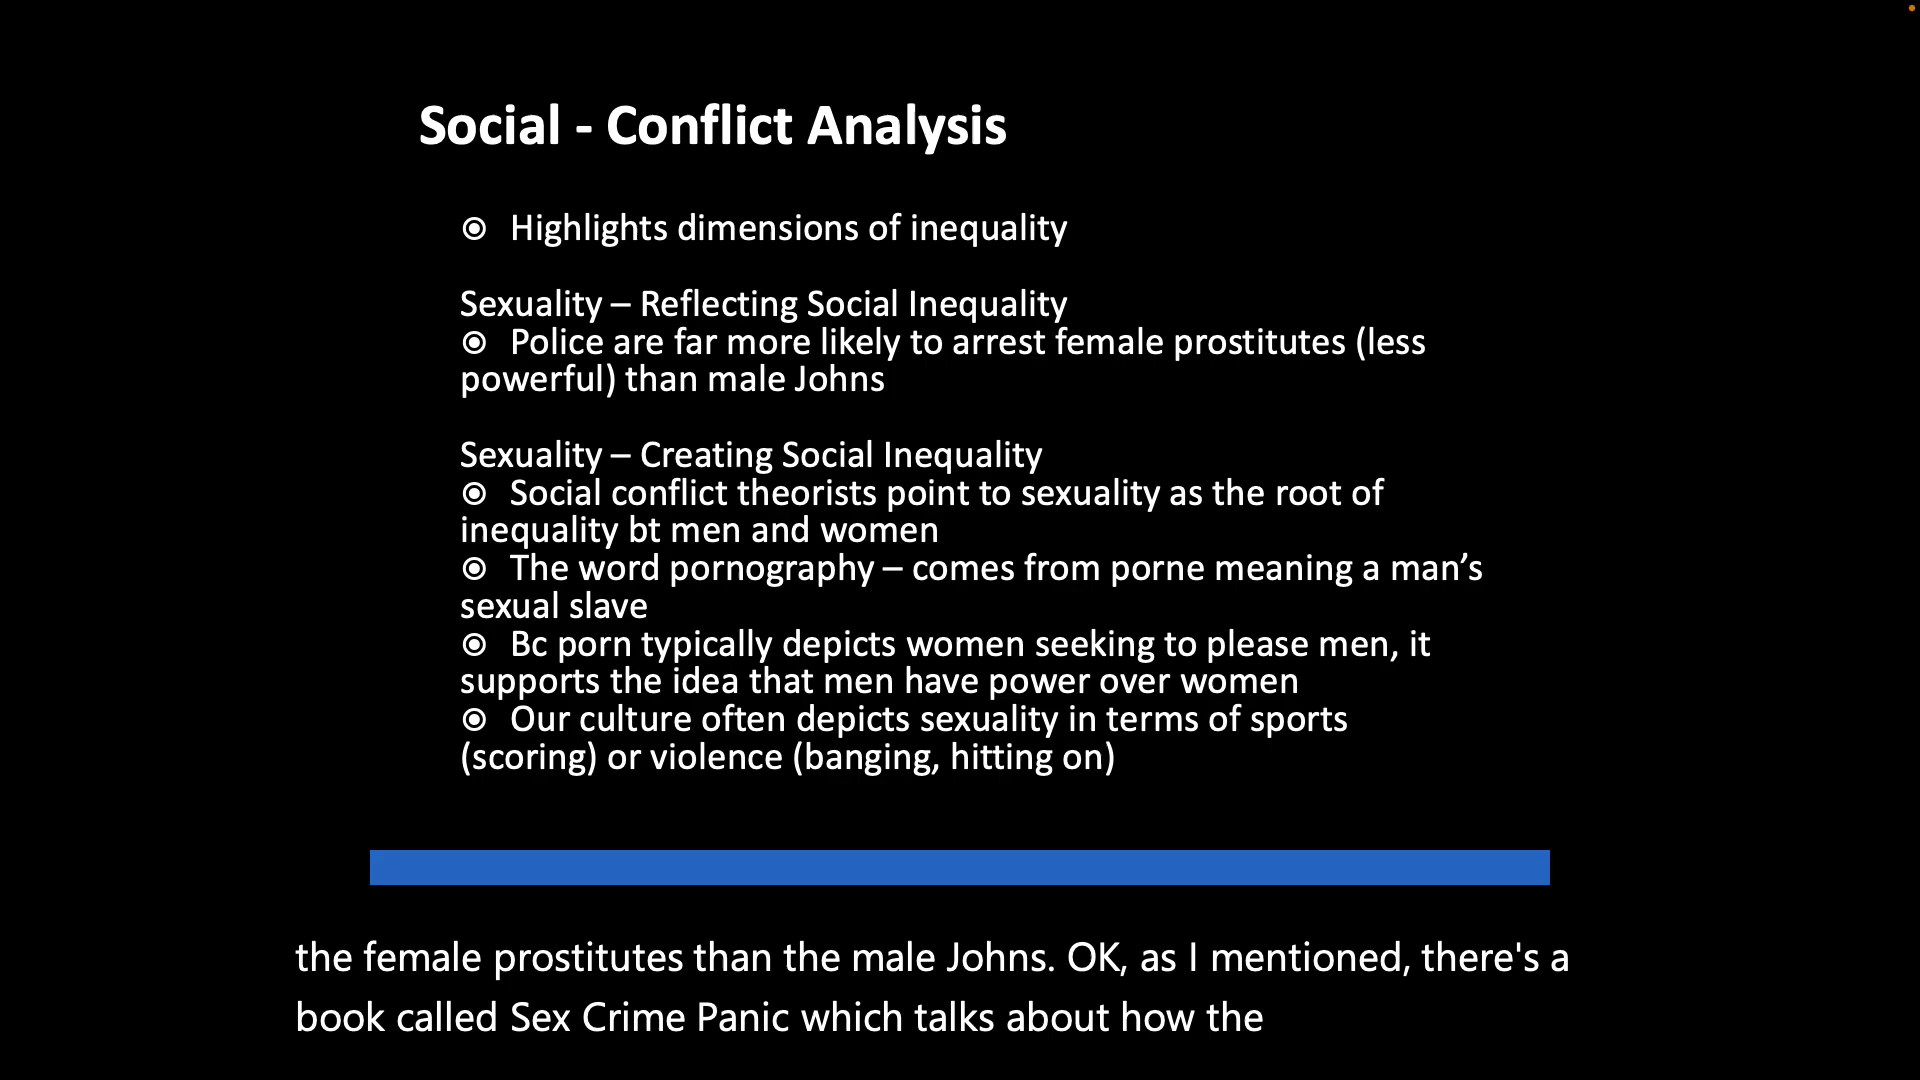 Social - Conflict Analysis
⦿ Highlights dimensions of inequality
Sexuality – Reflecting Social Inequality
⦿ Police are far more likely to arrest female prostitutes (less
powerful) than male Johns
Sexuality – Creating Social Inequality
⦿ Social conflict theorists point to sexuality as the root of
inequality bt men and women
⦿ The word pornography – comes from porne meaning a man’s
sexual slave
⦿ Bc porn typically depicts women seeking to please men, it
supports the idea that men have power over women
⦿ Our culture often depicts sexuality in terms of sports
(scoring) or violence (banging, hitting on)
the female prostitutes than the male Johns. OK, as I mentioned, there's a
book called Sex Crime Panic which talks about how the